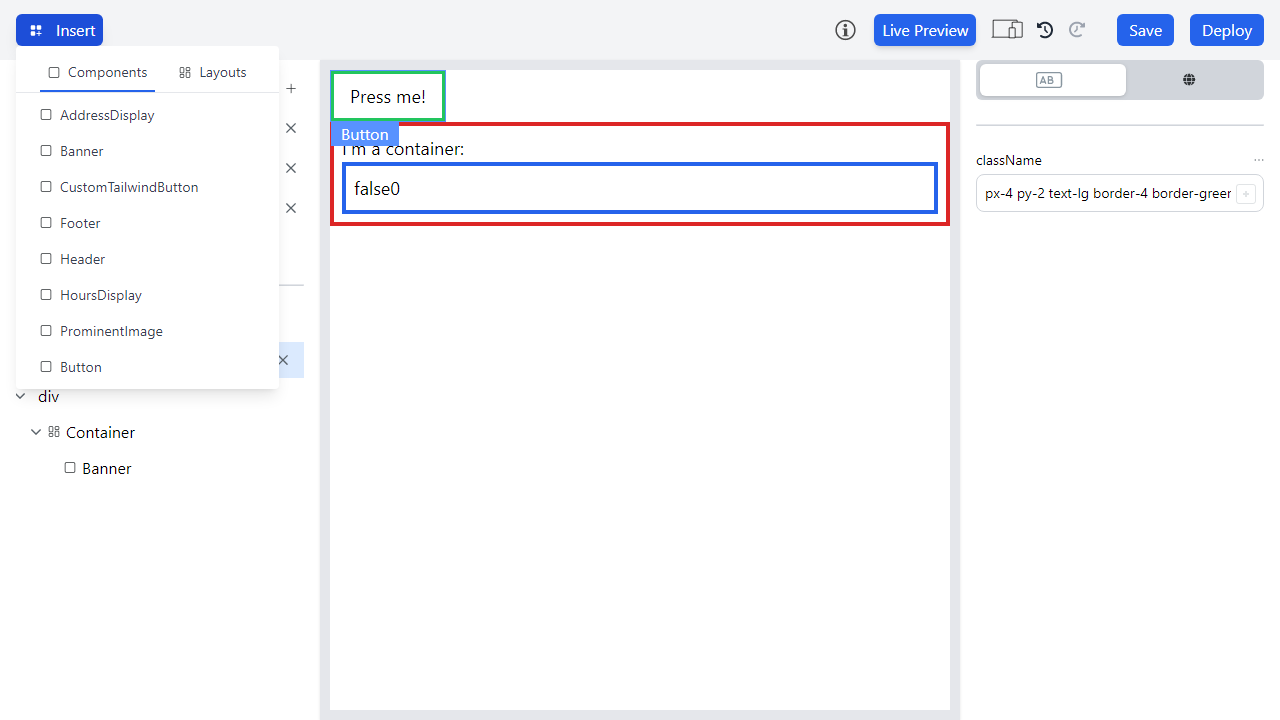 Insert
Live Preview
Save
Deploy
Components
Layouts
AddressDisplay
Banner
CustomTailwindButton
Footer
Header
HoursDisplay
ProminentImage
Button
div
Container
Banner
Press me!
Button
I'm a container:
false0
AB
className
px-4 py-2 text-lg border-4 border-green